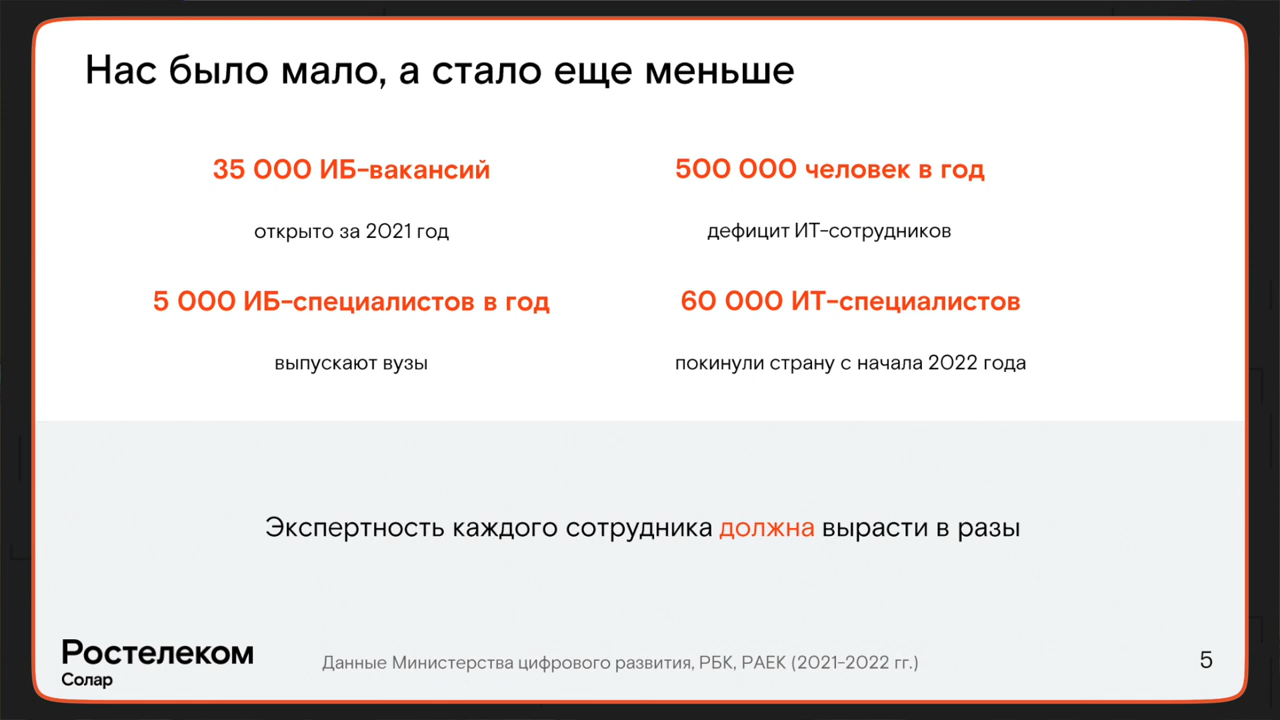 Нас было мало, а стало еще меньше
35 000 ИБ-вакансий
открыто за 2021 год
500 000 человек в год
дефицит ИТ-сотрудников
5 000 ИБ-специалистов в год
выпускают вузы
60 000 ИТ-специалистов
покинули страну с начала 2022 года
Экспертность каждого сотрудника должна вырасти в разы
Ростелеком
Солар
Данные Министерства цифрового развития, РБК, РАЕК (2021-2022 гг.)
5